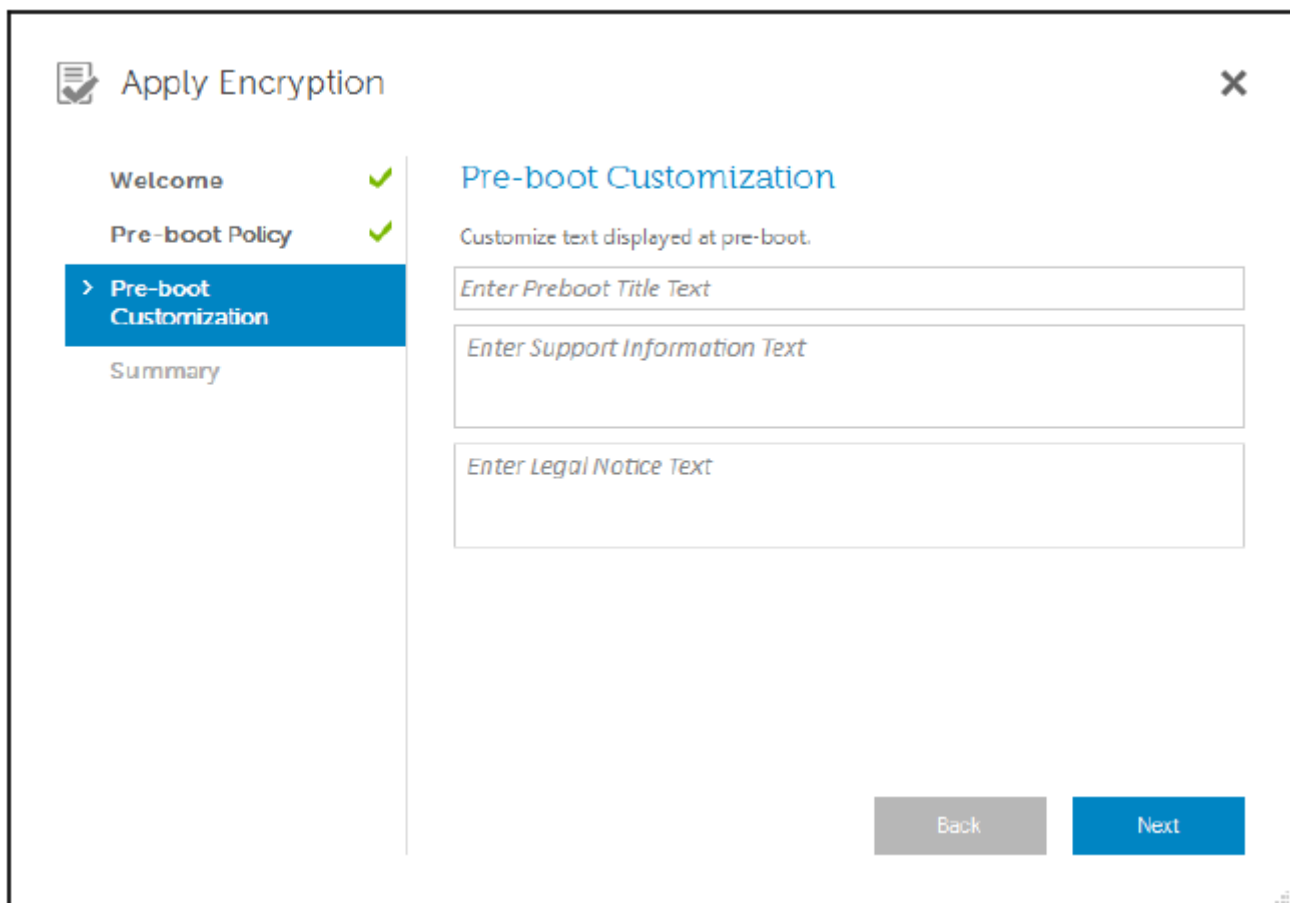 Apply Encryption
Welcome
Pre-boot Policy
Pre-boot
Customization
Summary
Pre-boot Customization
Customize text displayed at pre-boot.
Enter Preboot Title Text
Enter Support Information Text
Enter Legal Notice Text
Back
Next